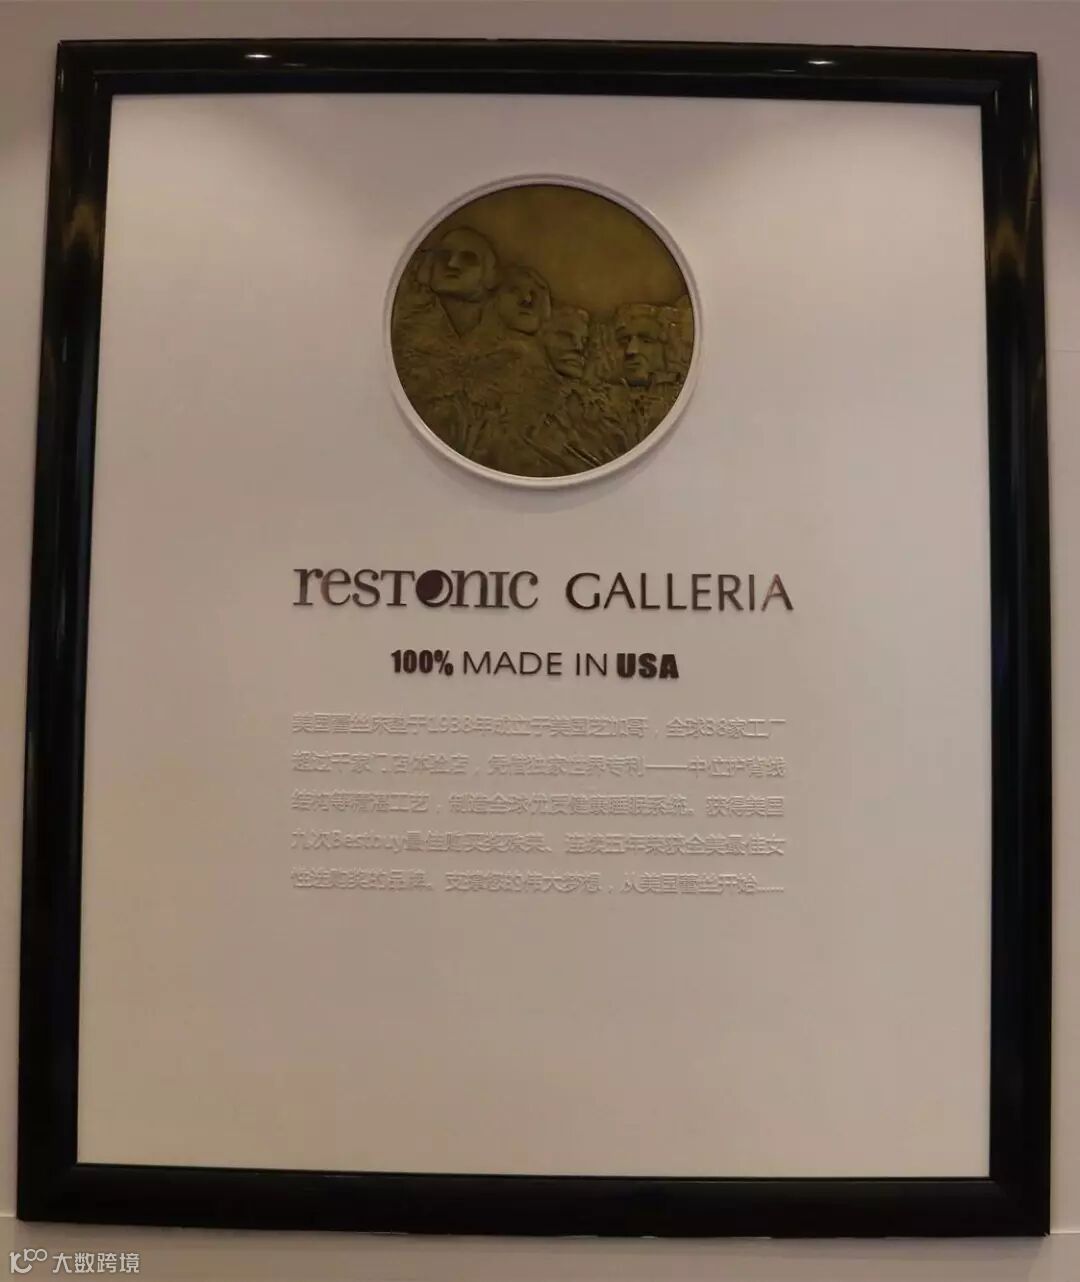 resTonic GALLERIA
100% MADE IN USA
美国蕾丝床垫于1938年成立于美国芝加哥，全球88家工厂
超过千家门店体验店，凭借独家世界专利——中位护脊线
结构等精湛工艺，制造全球优质健康睡眠系统。获得美国
九次Bestbuy最佳购买奖殊荣、连续五年荣获全美最佳女
性选购奖的品牌。支撑您的伟大梦想，从美国蕾丝开始......
大数跨境